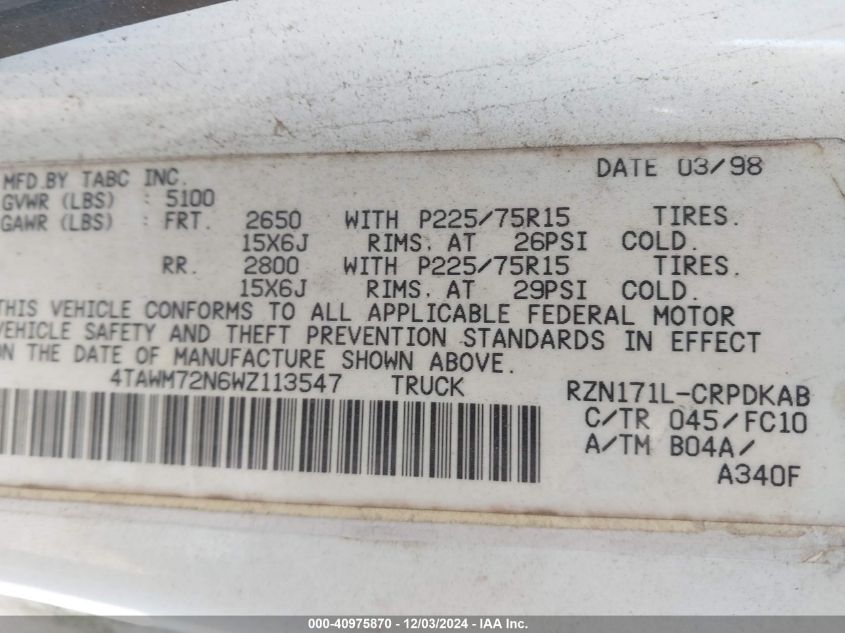 MFD.BY TABC INC. DATE 03/98
GVWR (LBS) : 5100
GAWR (LBS) : FRT. 2650 WITH P225/75R15 TIRES.
15X6J RIMS, AT 26PSI COLD.
RR. 2800 WITH P225/75R15 TIRES.
15X6J RIMS, AT 29PSI COLD.
THIS VEHICLE CONFORMS TO ALL APPLICABLE FEDERAL MOTOR
VEHICLE SAFETY AND THEFT PREVENTION STANDARDS IN EFFECT
ON THE DATE OF MANUFACTURE SHOWN ABOVE.
4TAWM72N6WZ113547 TRUCK RZN171L-CRPDKAB
C/TR 045/FC10
A/TM B04A/
A340F
000-40975870 - 12/03/2024 - IAA Inc.